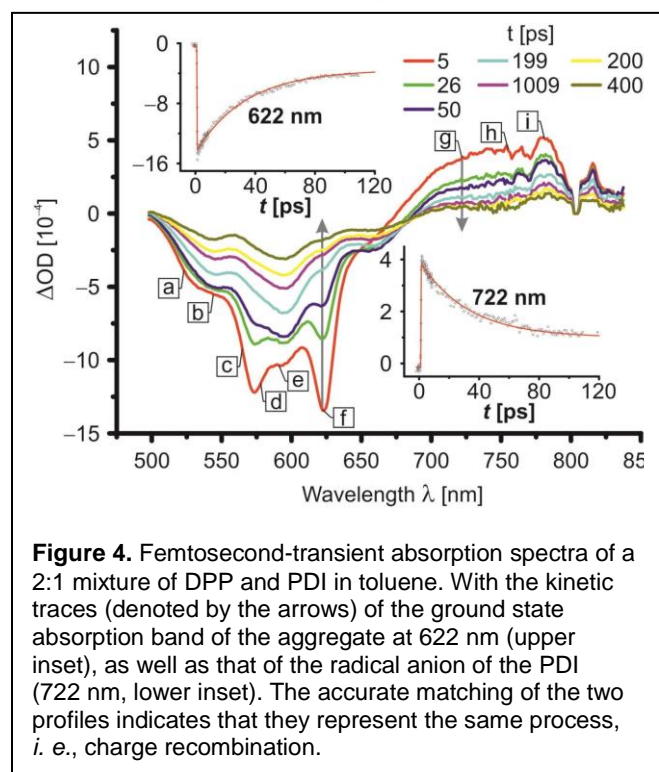 t [ps]
5
199
200
26
1009
400
50
10
5
0
−5
−10
−15
ΔOD [10⁻⁴]
0
−8
−16
622 nm
0 40 80 120
t [ps]
g
h
i
a
b
c
d
e
f
4
2
0
722 nm
0 40 80 120
t [ps]
500 550 600 650 700 750 800 85
Wavelength λ [nm]
Figure 4. Femtosecond-transient absorption spectra of a
2:1 mixture of DPP and PDI in toluene. With the kinetic
traces (denoted by the arrows) of the ground state
absorption band of the aggregate at 622 nm (upper
inset), as well as that of the radical anion of the PDI
(722 nm, lower inset). The accurate matching of the two
profiles indicates that they represent the same process,
i. e., charge recombination.